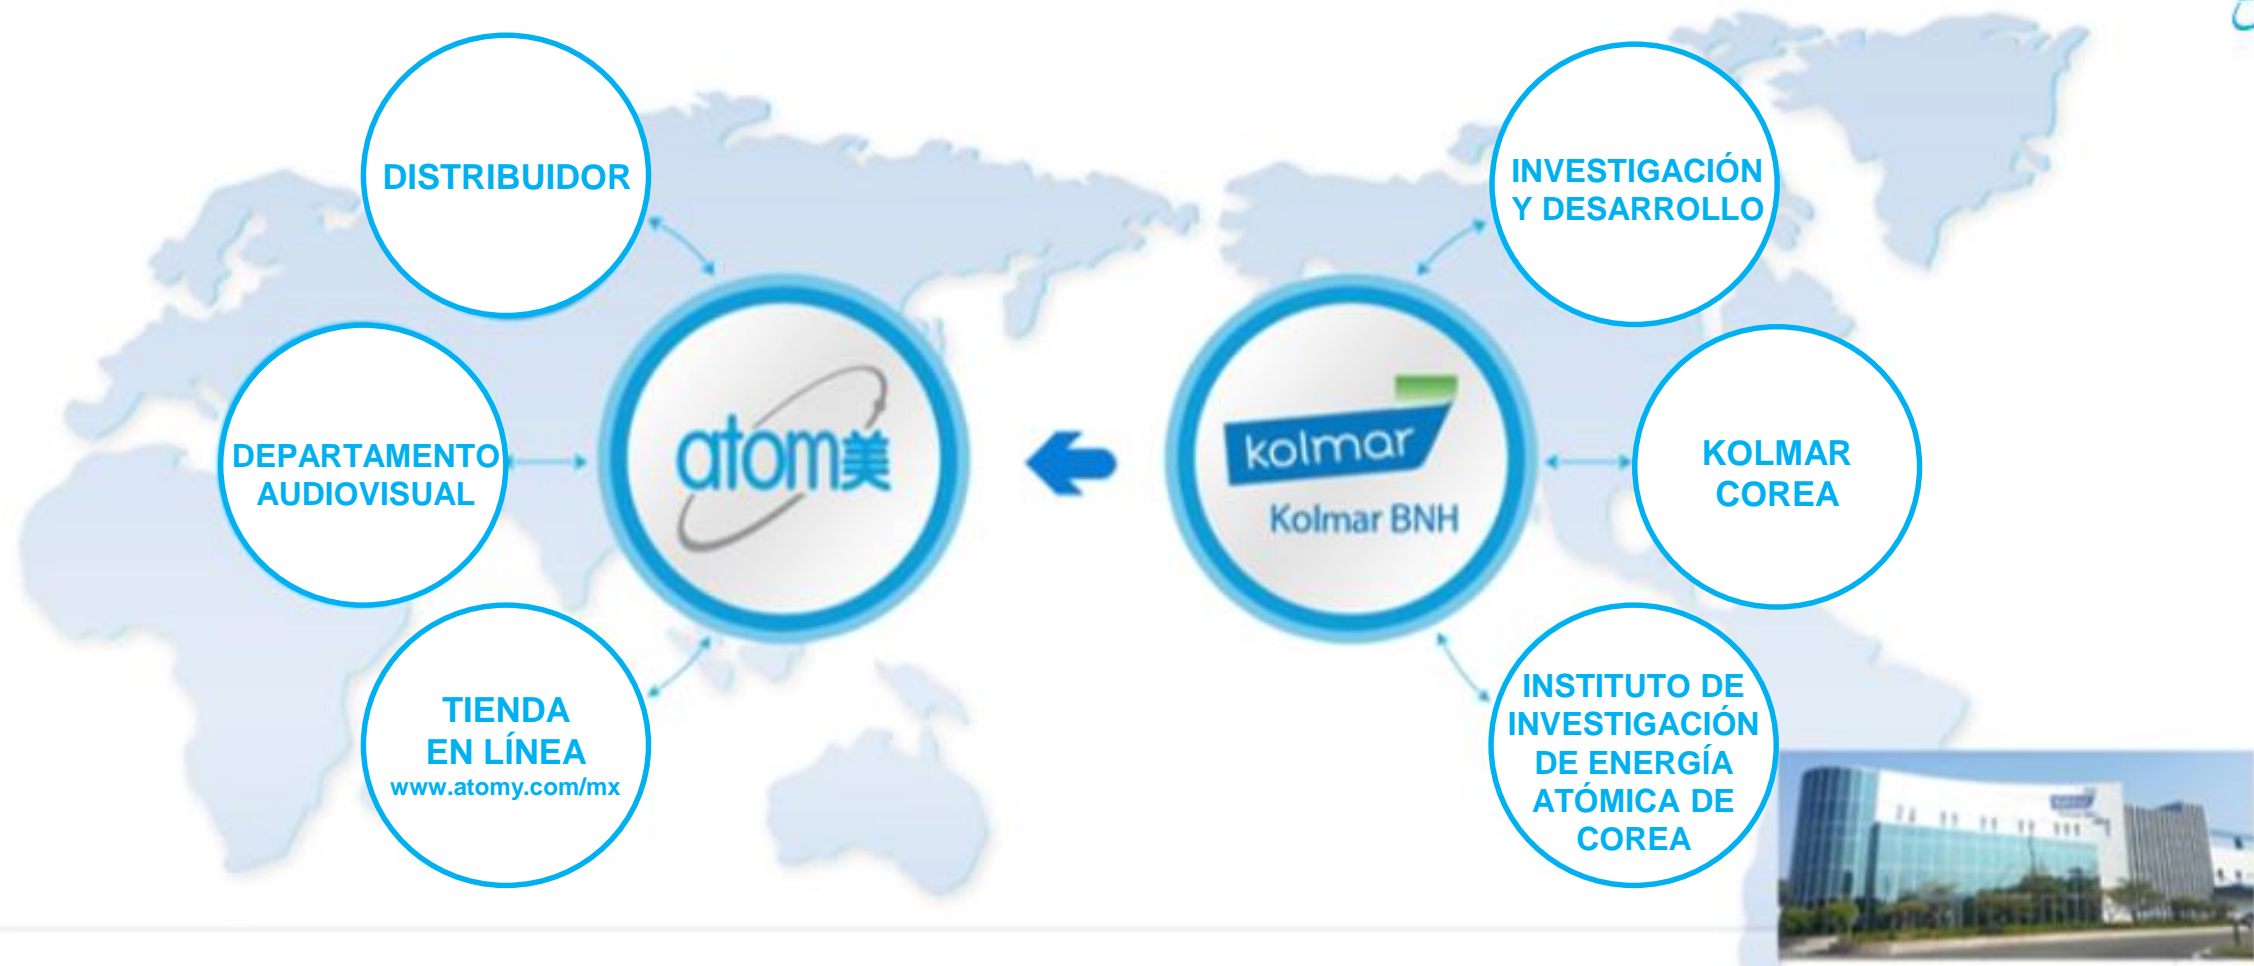 DISTRIBUIDOR
DEPARTAMENTO
AUDIOVISUAL
TIENDA
EN LÍNEA
www.atomy.com/mx
atom美
kolmar
Kolmar BNH
INVESTIGACIÓN
Y DESARROLLO
KOLMAR
COREA
INSTITUTO DE
INVESTIGACIÓN
DE ENERGÍA
ATÓMICA DE
COREA